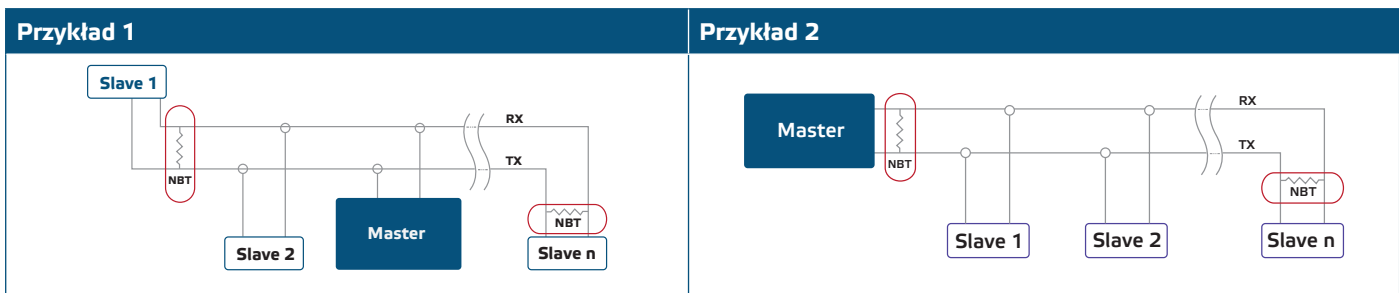 Przykład 1
Slave 1
RX
TX
NBT
NBT
Master
Slave 2
Slave n
Przykład 2
Master
RX
TX
NBT
NBT
Slave 1
Slave 2
Slave n